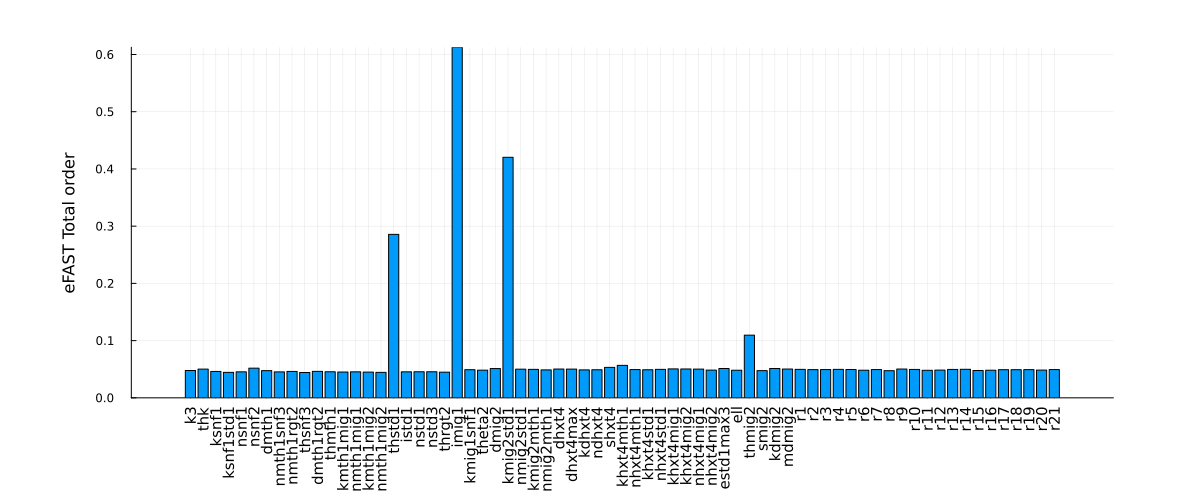 0.6
0.5
0.4
0.3
0.2
0.1
0.0
eFAST Total order
k3
thk
ksnf1
ksnf1std1
nsnf1
nsnf2
dmth1
nmth1snf3
nmth1rgt2
thsnf3
dmth1rgt2
thmth1
kmth1mig1
nmth1mig1
kmth1mig2
nmth1mig2
thstd1
istd1
nstd1
nstd3
thrgt2
imig1
kmig1snf1
theta2
dmig2
kmig2std1
nmig2std1
kmig2mth1
nmig2mth1
dhxt4
dhxt4max
kdhxt4
ndhxt4
shxt4
khxt4mth1
nhxt4mth1
khxt4std1
nhxt4std1
khxt4mig1
khxt4mig2
nhxt4mig1
nhxt4mig2
estd1max3
ell
thmig2
smig2
kdmig2
mdmig2
r1
r2
r3
r4
r5
r6
r7
r8
r9
r10
r11
r12
r13
r14
r15
r16
r17
r18
r19
r20
r21